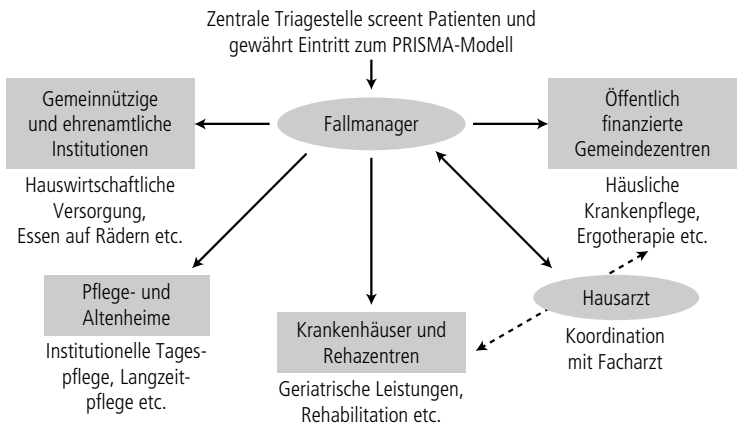 Zentrale Triagestelle screent Patienten und
gewährt Eintritt zum PRISMA-Modell
Gemeinnützige
und ehrenamtliche
Institutionen
Hauswirtschaftliche
Versorgung,
Essen auf Rädern etc.
Fallmanager
Öffentlich
finanzierte
Gemeindezentren
Häusliche
Krankenpflege,
Ergotherapie etc.
Pflege- und
Altenheime
Institutionelle Tages-
pflege, Langzeit-
pflege etc.
Krankenhäuser und
Rehazentren
Geriatrische Leistungen,
Rehabilitation etc.
Hausarzt
Koordination
mit Facharzt